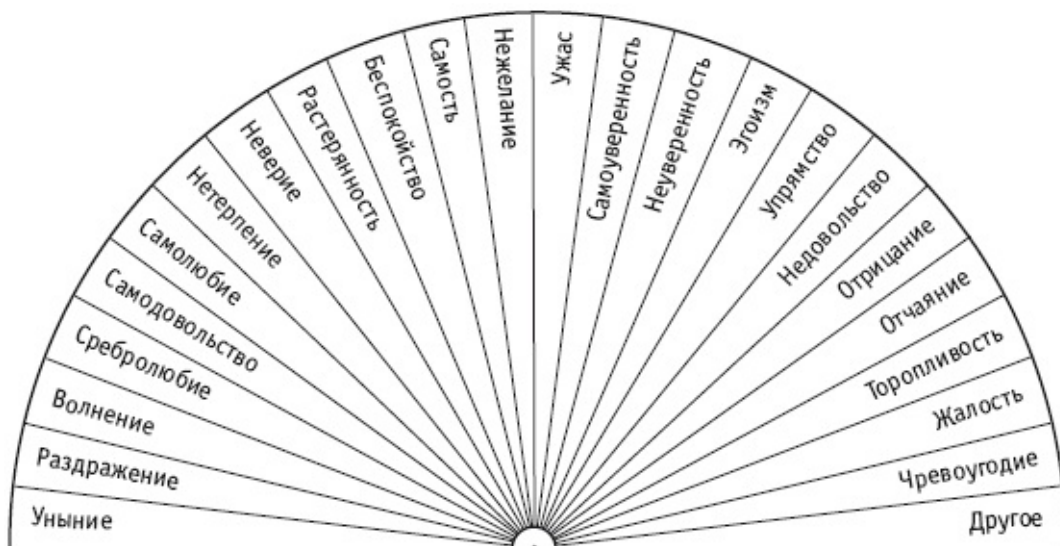 Уныние
Раздражение
Волнение
Сребролюбие
Самодовольство
Самолюбие
Нетерпение
Неверие
Растерянность
Беспокойство
Самость
Нежелание
Ужас
Самоуверенность
Неуверенность
Эгоизм
Упрямство
Недовольство
Отрицание
Отчаяние
Торопливость
Жалость
Чревоугодие
Другое